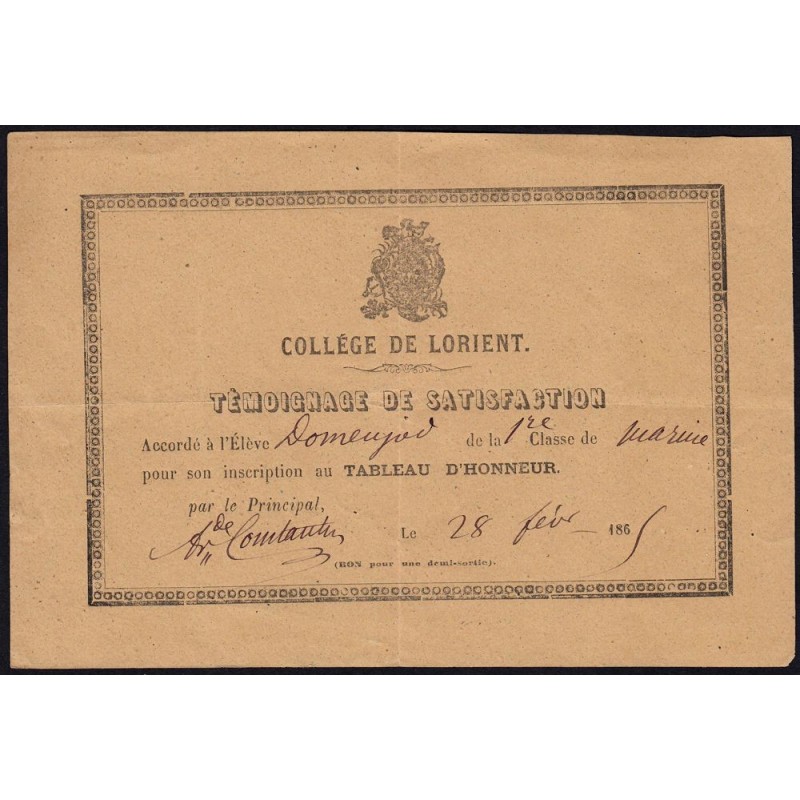 COLLÉGE DE LORIENT.
TÉMOIGNAGE DE SATISFACTION
Accordé à l'Élève Domenjod de la 1re Classe de Marine
pour son inscription au TABLEAU D'HONNEUR.
par le Principal,
Le 28 févr 1865
(BON pour une demi-sortie).